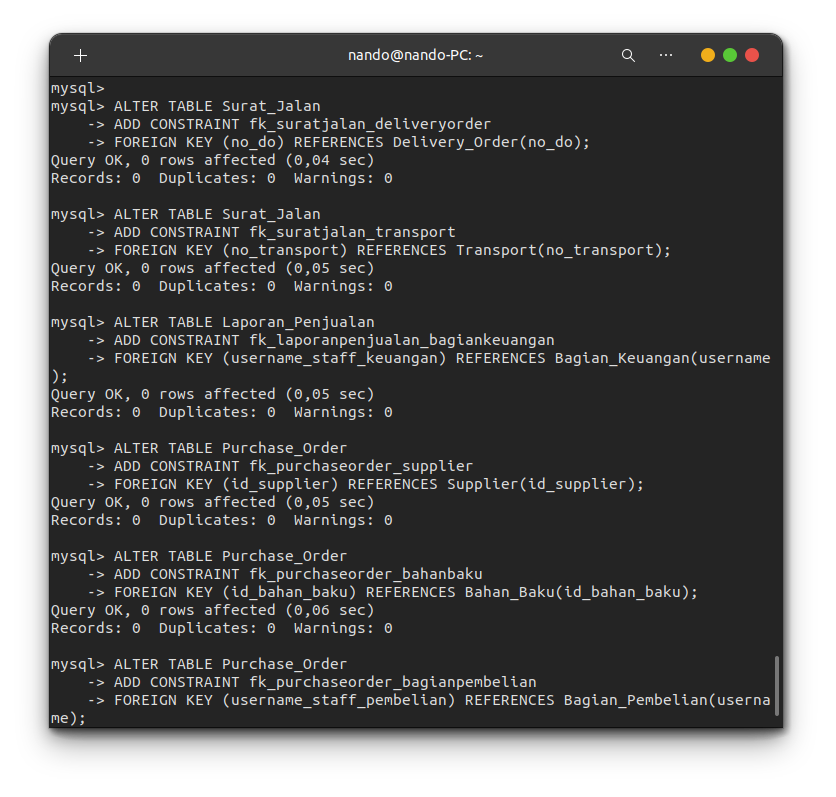 nando@nando-PC: ~
mysql>
mysql> ALTER TABLE Surat_Jalan
    -> ADD CONSTRAINT fk_suratjalan_deliveryorder
    -> FOREIGN KEY (no_do) REFERENCES Delivery_Order(no_do);
Query OK, 0 rows affected (0,04 sec)
Records: 0  Duplicates: 0  Warnings: 0

mysql> ALTER TABLE Surat_Jalan
    -> ADD CONSTRAINT fk_suratjalan_transport
    -> FOREIGN KEY (no_transport) REFERENCES Transport(no_transport);
Query OK, 0 rows affected (0,05 sec)
Records: 0  Duplicates: 0  Warnings: 0

mysql> ALTER TABLE Laporan_Penjualan
    -> ADD CONSTRAINT fk_laporanpenjualan_bagiankeuangan
    -> FOREIGN KEY (username_staff_keuangan) REFERENCES Bagian_Keuangan(username
);
Query OK, 0 rows affected (0,05 sec)
Records: 0  Duplicates: 0  Warnings: 0

mysql> ALTER TABLE Purchase_Order
    -> ADD CONSTRAINT fk_purchaseorder_supplier
    -> FOREIGN KEY (id_supplier) REFERENCES Supplier(id_supplier);
Query OK, 0 rows affected (0,05 sec)
Records: 0  Duplicates: 0  Warnings: 0

mysql> ALTER TABLE Purchase_Order
    -> ADD CONSTRAINT fk_purchaseorder_bahanbaku
    -> FOREIGN KEY (id_bahan_baku) REFERENCES Bahan_Baku(id_bahan_baku);
Query OK, 0 rows affected (0,06 sec)
Records: 0  Duplicates: 0  Warnings: 0

mysql> ALTER TABLE Purchase_Order
    -> ADD CONSTRAINT fk_purchaseorder_bagianpembelian
    -> FOREIGN KEY (username_staff_pembelian) REFERENCES Bagian_Pembelian(userna
me);